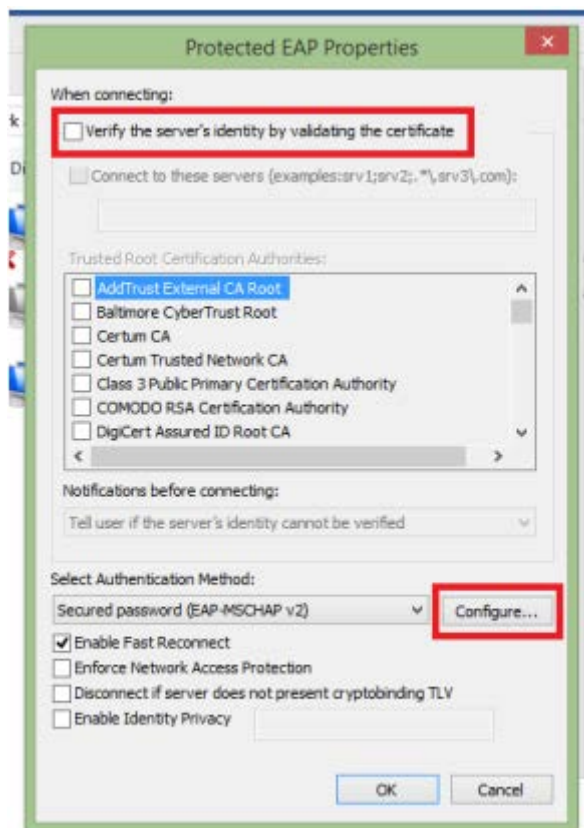 Protected EAP Properties
When connecting:
Verify the server's identity by validating the certificate
Connect to these servers (examples:srv1;srv2;.*\.srv3\.com):
Trusted Root Certification Authorities:
AddTrust External CA Root
Baltimore CyberTrust Root
Certum CA
Certum Trusted Network CA
Class 3 Public Primary Certification Authority
COMODO RSA Certification Authority
DigiCert Assured ID Root CA
Notifications before connecting:
Tell user if the server's identity cannot be verified
Select Authentication Method:
Secured password (EAP-MSCHAP v2)
Configure...
Enable Fast Reconnect
Enforce Network Access Protection
Disconnect if server does not present cryptobinding TLV
Enable Identity Privacy
OK
Cancel